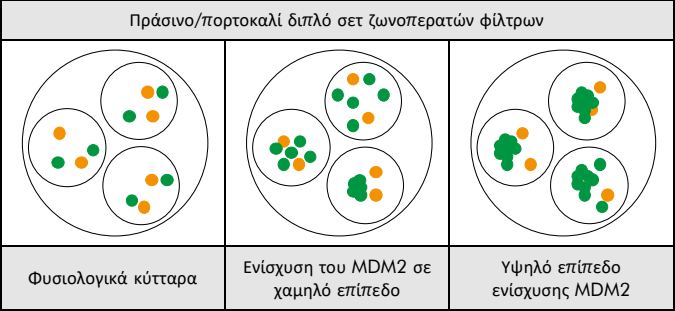 Πράσινο/πορτοκαλί διπλό σετ ζωνοπερατών φίλτρων
Φυσιολογικά κύτταρα
Ενίσχυση του MDM2 σε
χαμηλό επίπεδο
Υψηλό επίπεδο
ενίσχυσης MDM2